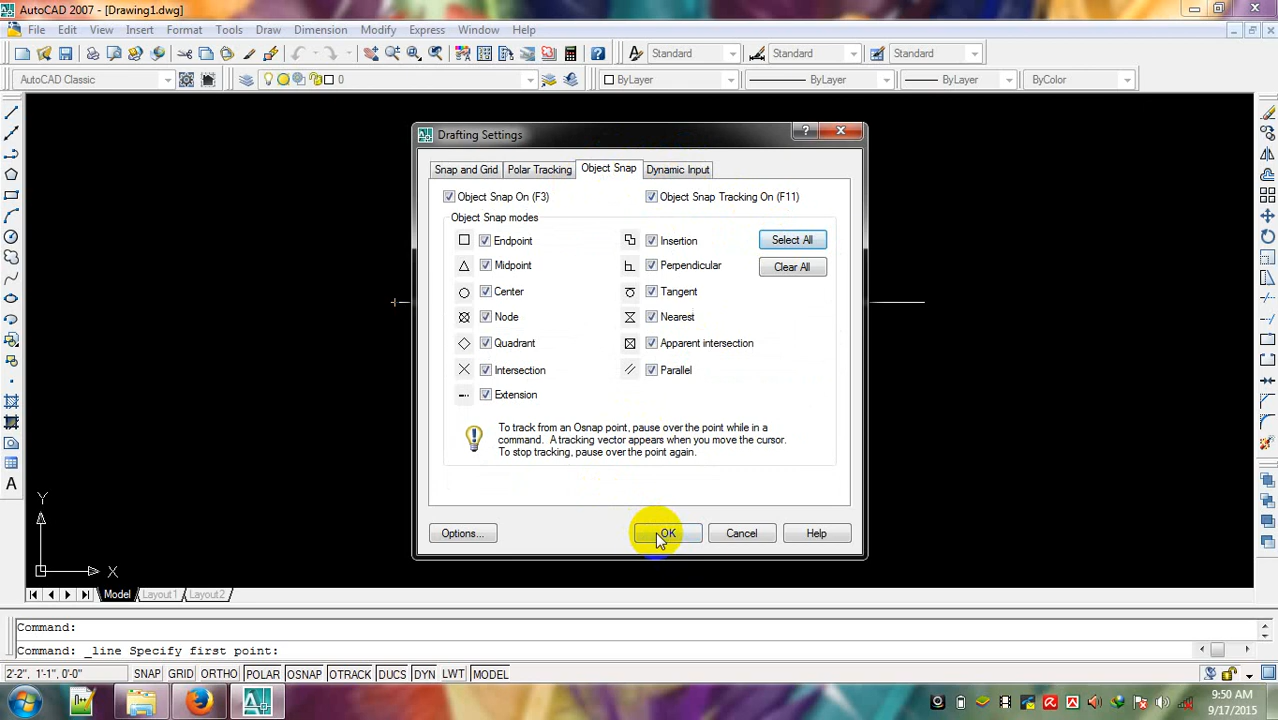 AutoCAD 2007 - [Drawing1.dwg]
File Edit View Insert Format Tools Draw Dimension Modify Express Window Help
Standard Standard Standard
AutoCAD Classic 0 ByLayer ByLayer ByLayer ByColor
Drafting Settings
Snap and Grid Polar Tracking Object Snap Dynamic Input
Object Snap On (F3) Object Snap Tracking On (F11)
Object Snap modes
Endpoint Insertion Select All
Midpoint Perpendicular Clear All
Center Tangent
Node Nearest
Quadrant Apparent intersection
Intersection Parallel
Extension
To track from an Osnap point, pause over the point while in a
command. A tracking vector appears when you move the cursor.
To stop tracking, pause over the point again.
Options... OK Cancel Help
Y
X
Model Layout1 Layout2
Command:
Command: _line Specify first point:
2'-2", 1'-1", 0'-0" SNAP GRID ORTHO POLAR OSNAP OTRACK DUCS DYN LWT MODEL
9:50 AM
9/17/2015